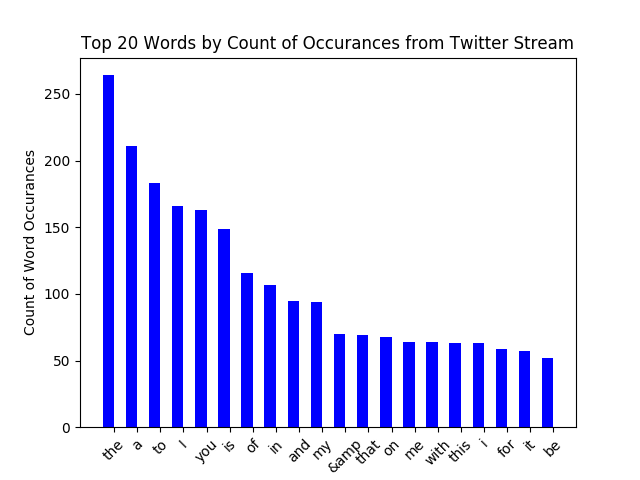 Top 20 Words by Count of Occurances from Twitter Stream
Count of Word Occurances
250
200
150
100
50
0
the
a
to
I
you
is
of
in
and
my
&amp
that
on
me
with
this
i
for
it
be